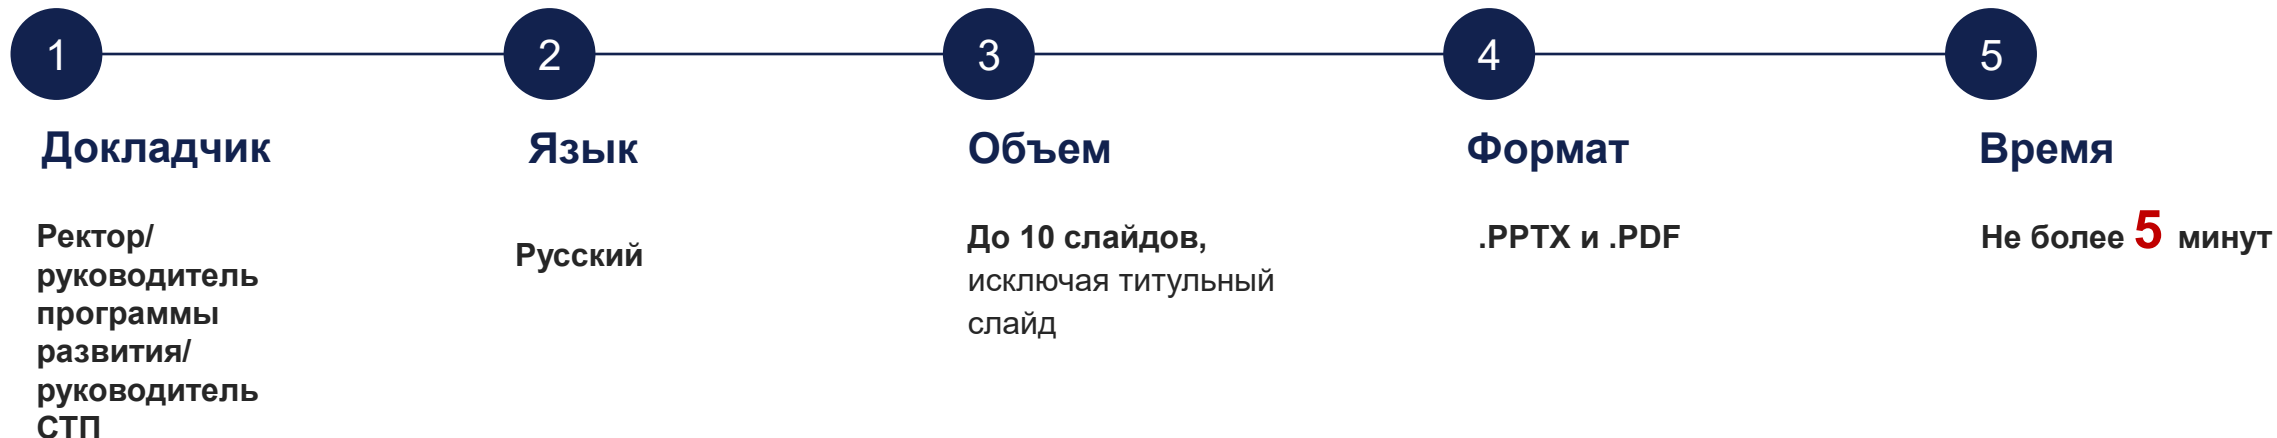 1
2
3
4
5
Докладчик
Язык
Объем
Формат
Время
Ректор/
руководитель
программы
развития/
руководитель
СТП
Русский
До 10 слайдов,
исключая титульный
слайд
.PPTX и .PDF
Не более 5 минут